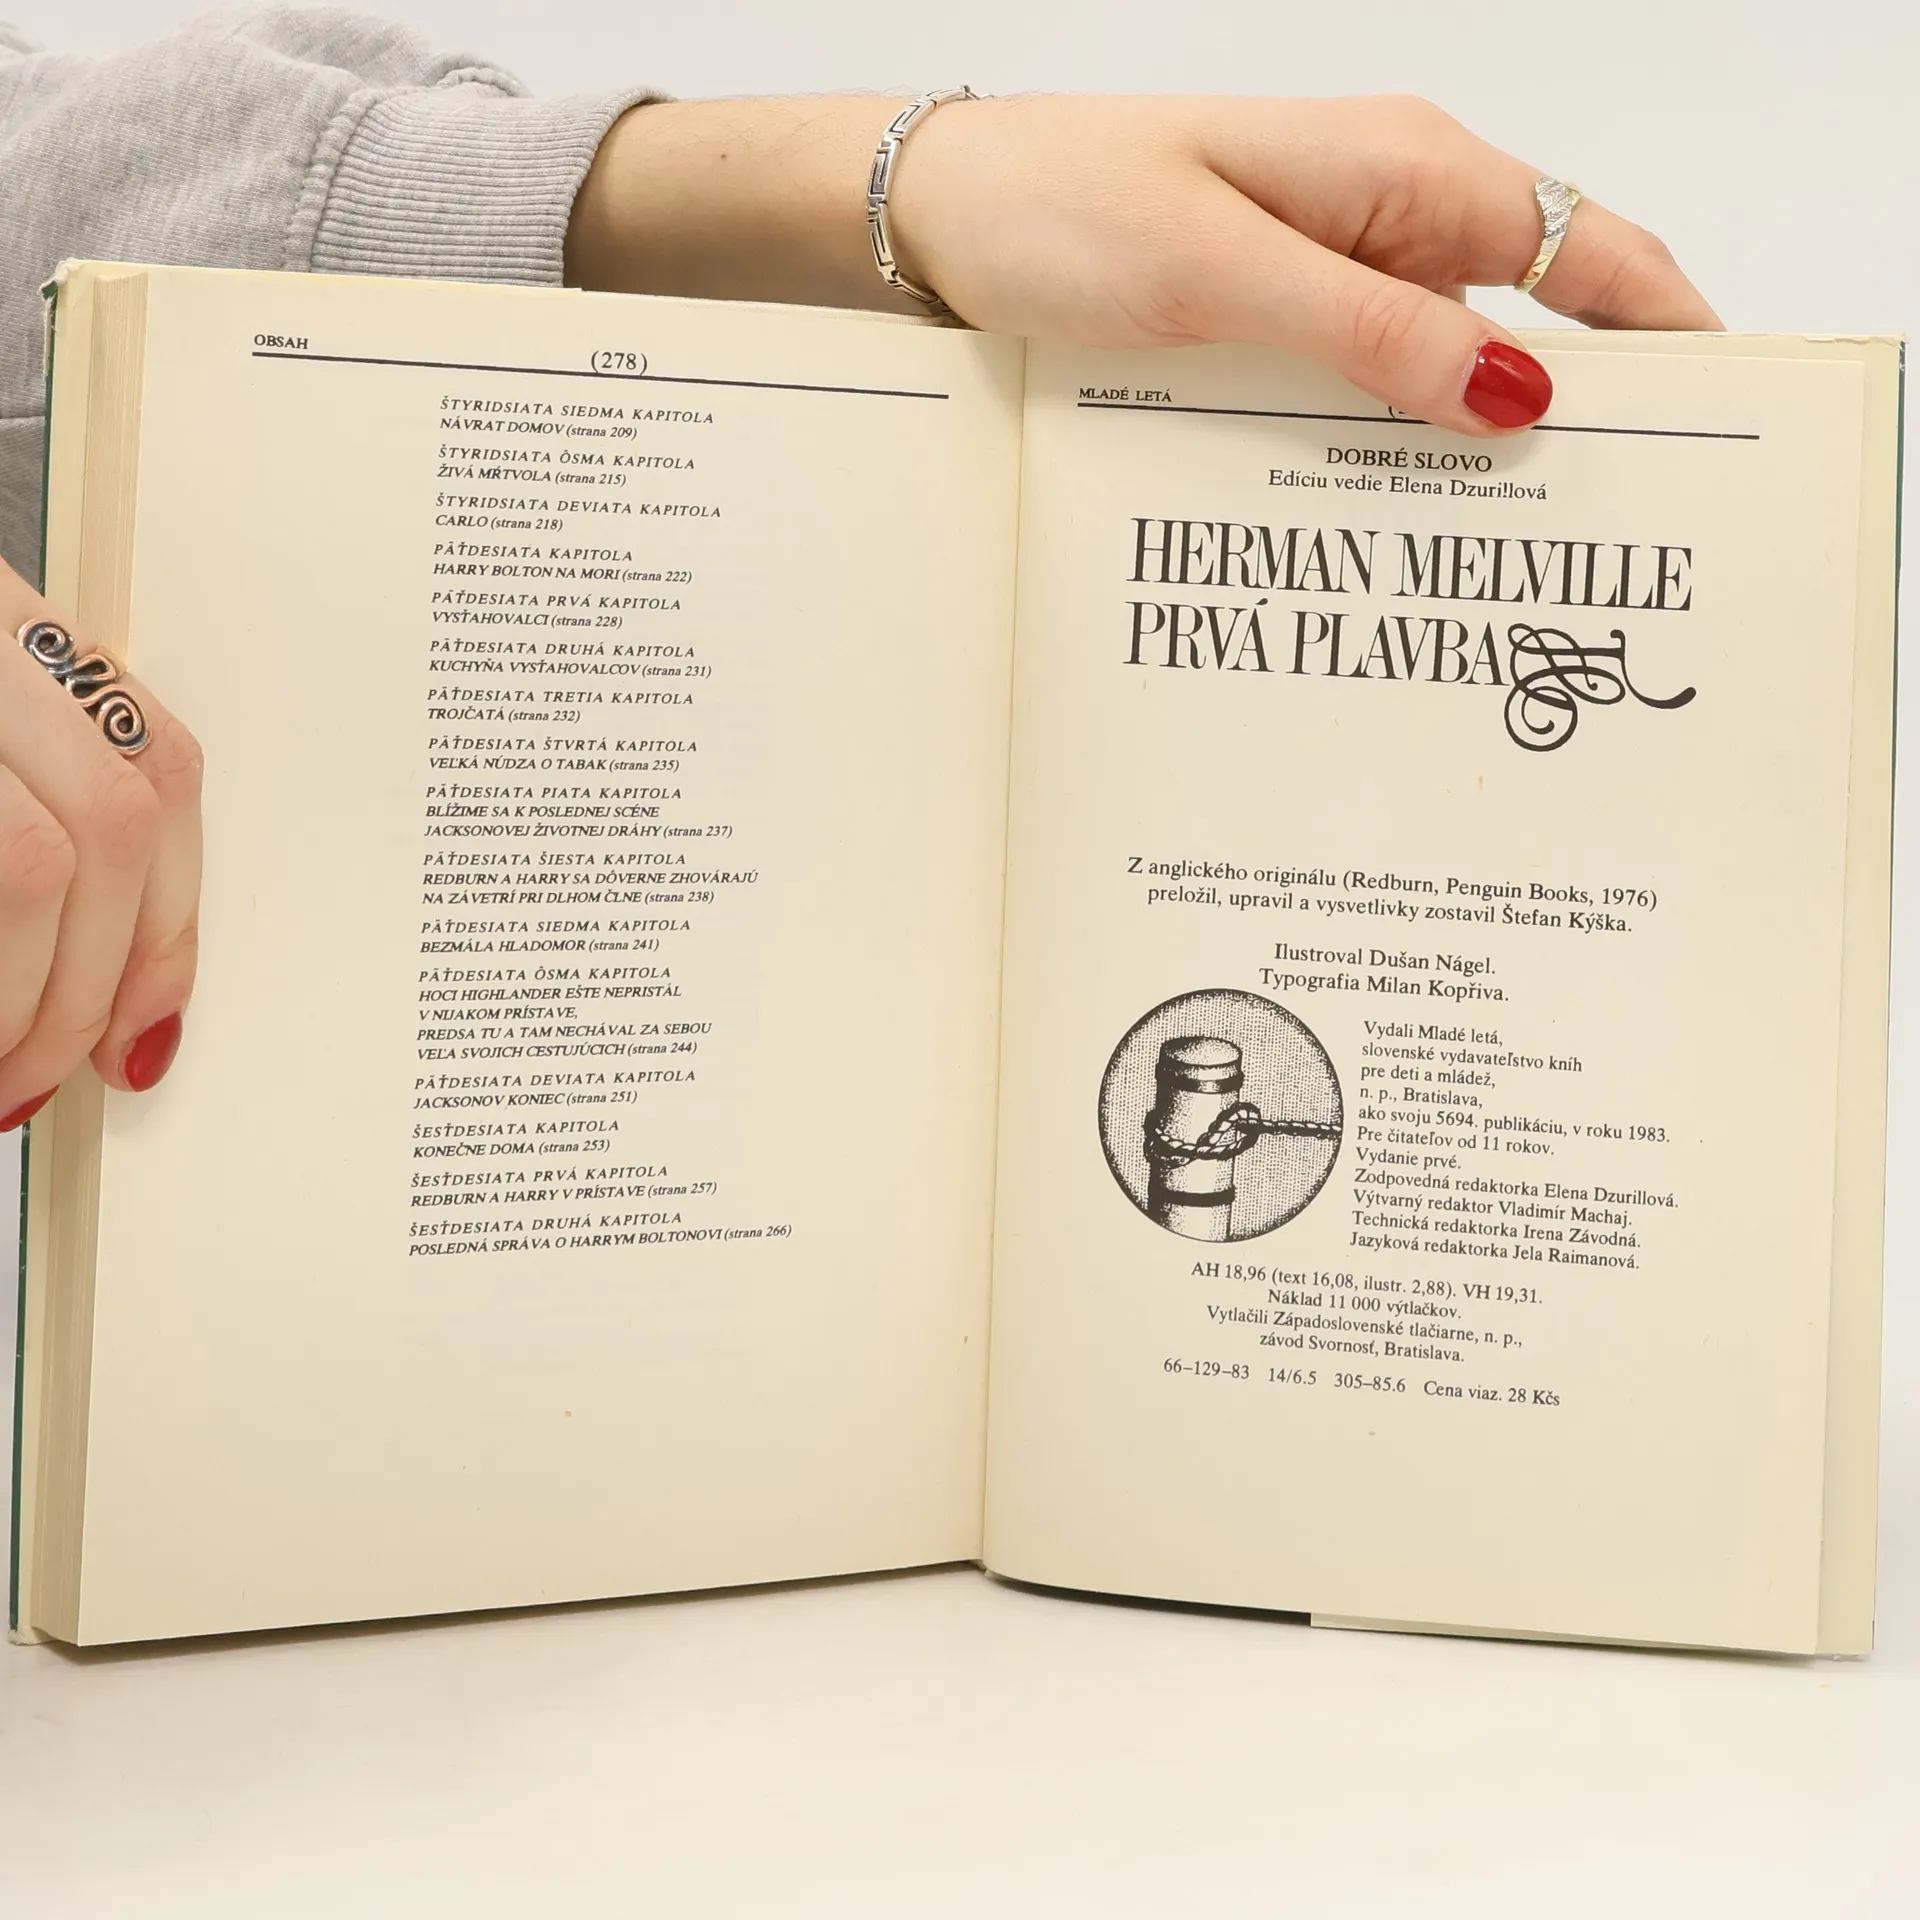 OBSAH
(278)
ŠTYRIDSIATA SIEDMA KAPITOLA
NÁVRAT DOMOV (strana 209)
ŠTYRIDSIATA ÔSMA KAPITOLA
ŽIVÁ MŔTVOLA (strana 215)
ŠTYRIDSIATA DEVIATA KAPITOLA
CARLO (strana 218)
PÄŤDESIATA KAPITOLA
HARRY BOLTON NA MORI (strana 222)
PÄŤDESIATA PRVÁ KAPITOLA
VYSŤAHOVALCI (strana 228)
PÄŤDESIATA DRUHÁ KAPITOLA
KUCHYŇA VYSŤAHOVALCOV (strana 231)
PÄŤDESIATA TRETIA KAPITOLA
TROJČATÁ (strana 232)
PÄŤDESIATA ŠTVRTÁ KAPITOLA
VEĽKÁ NÚDZA O TABAK (strana 235)
PÄŤDESIATA PIATA KAPITOLA
BLÍŽIME SA K POSLEDNEJ SCÉNE
JACKSONOVEJ ŽIVOTNEJ DRÁHY (strana 237)
PÄŤDESIATA ŠIESTA KAPITOLA
REDBURN A HARRY SA DÔVERNE ZHOVÁRAJÚ
NA ZÁVETRÍ PRI DLHOM ČLNE (strana 238)
PÄŤDESIATA SIEDMA KAPITOLA
BEZMÁLA HLADOMOR (strana 241)
PÄŤDESIATA ÔSMA KAPITOLA
HOCI HIGHLANDER EŠTE NEPRISTÁL
V NIJAKOM PRÍSTAVE,
PREDSA TU A TAM NECHÁVAL ZA SEBOU
VEĽA SVOJICH CESTUJÚCICH (strana 244)
PÄŤDESIATA DEVIATA KAPITOLA
JACKSONOV KONIEC (strana 251)
ŠESŤDESIATA KAPITOLA
KONEČNE DOMA (strana 253)
ŠESŤDESIATA PRVÁ KAPITOLA
REDBURN A HARRY V PRÍSTAVE (strana 257)
ŠESŤDESIATA DRUHÁ KAPITOLA
POSLEDNÁ SPRÁVA O HARRYM BOLTONOVI (strana 266)
MLADÉ LETÁ
DOBRÉ SLOVO
Edíciu vedie Elena Dzurillová
HERMAN MELVILLE
PRVÁ PLAVBA
Z anglického originálu (Redburn, Penguin Books, 1976)
preložil, upravil a vysvetlivky zostavil Štefan Kýška.
Ilustroval Dušan Nágel.
Typografia Milan Kopřiva.
Vydali Mladé letá,
slovenské vydavateľstvo kníh
pre deti a mládež,
n. p., Bratislava,
ako svoju 5694. publikáciu, v roku 1983.
Pre čitateľov od 11 rokov.
Vydanie prvé.
Zodpovedná redaktorka Elena Dzurillová.
Výtvarný redaktor Vladimír Machaj.
Technická redaktorka Irena Závodná.
Jazyková redaktorka Jela Raimanová.
AH 18,96 (text 16,08, ilustr. 2,88). VH 19,31.
Náklad 11 000 výtlačkov.
Vytlačili Západoslovenské tlačiarne, n. p.,
závod Svornosť, Bratislava.
66–129–83 14/6.5 305–85.6 Cena viaz. 28 Kčs